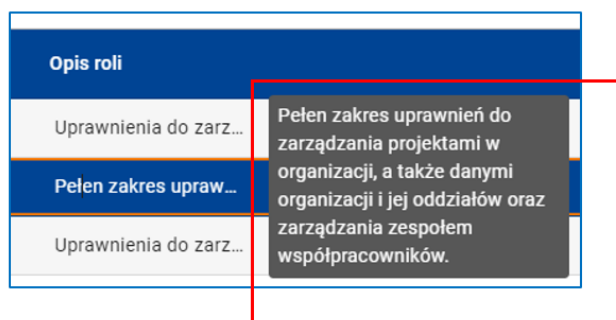 Opis roli
Uprawnienia do zarz...
Pełen zakres upraw...
Uprawnienia do zarz...
Pełen zakres uprawnień do
zarządzania projektami w
organizacji, a także danymi
organizacji i jej oddziałów oraz
zarządzania zespołem
współpracowników.